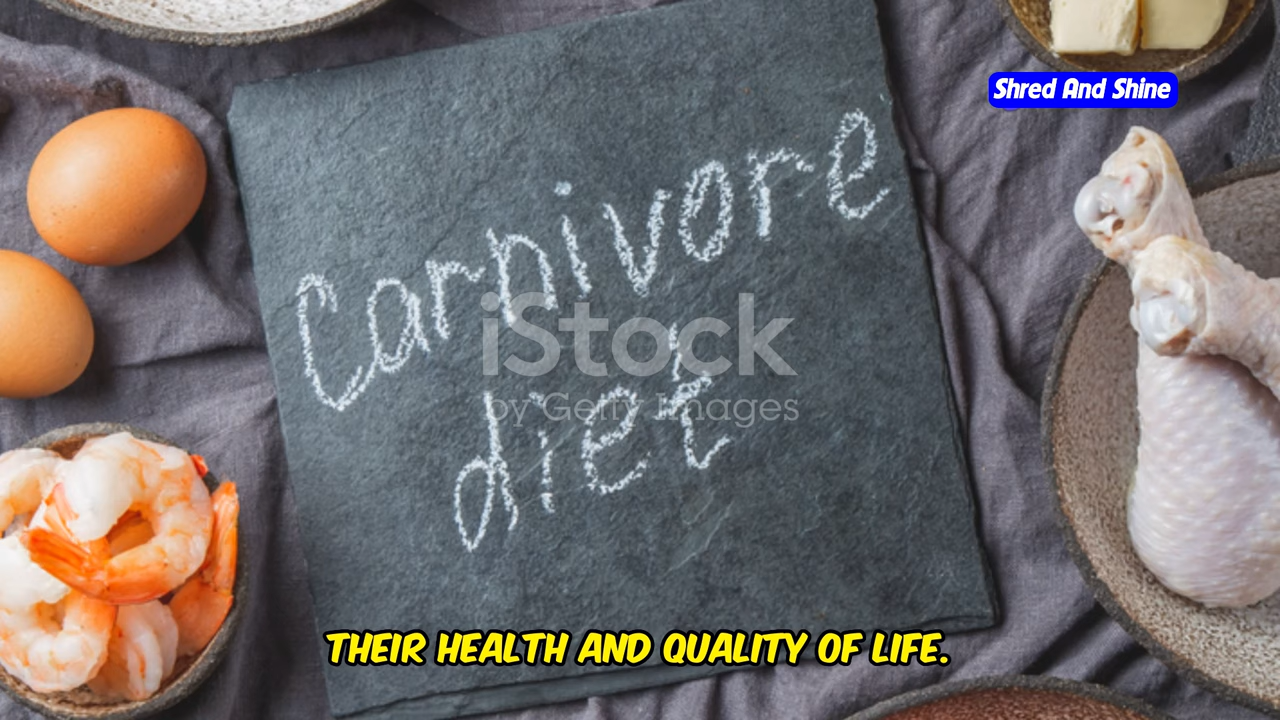 Shred And Shine
Carnivore
diet
iStock
by Getty Images
THEIR HEALTH AND QUALITY OF LIFE.